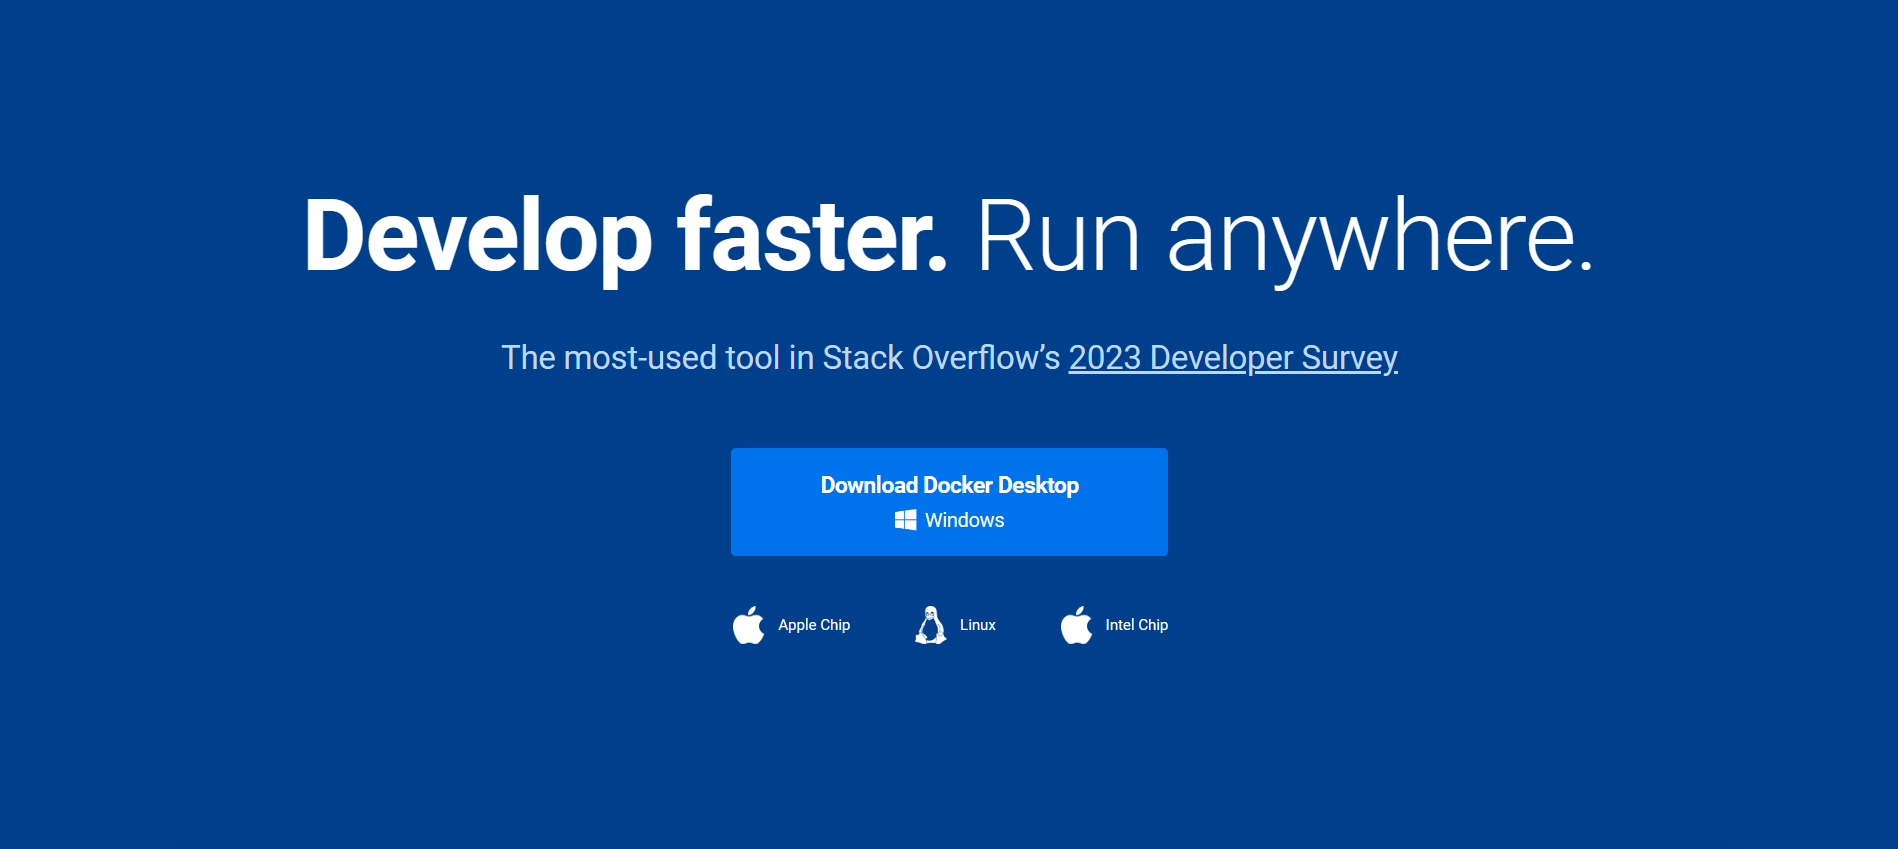 Develop faster. Run anywhere.
The most-used tool in Stack Overflow’s 2023 Developer Survey
Download Docker Desktop
Windows
Apple Chip
Linux
Intel Chip